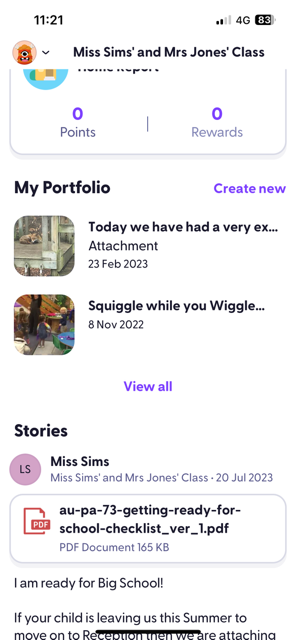 11:21
4G 83
Miss Sims' and Mrs Jones' Class
Home Report
0
Points
0
Rewards
My Portfolio
Create new
Today we have had a very ex...
Attachment
23 Feb 2023
Squiggle while you Wiggle...
8 Nov 2022
View all
Stories
LS
Miss Sims
Miss Sims' and Mrs Jones' Class • 20 Jul 2023
PDF
au-pa-73-getting-ready-for-
school-checklist_ver_1.pdf
PDF Document 165 KB
I am ready for Big School!
If your child is leaving us this Summer to
move on to Reception then we are attaching